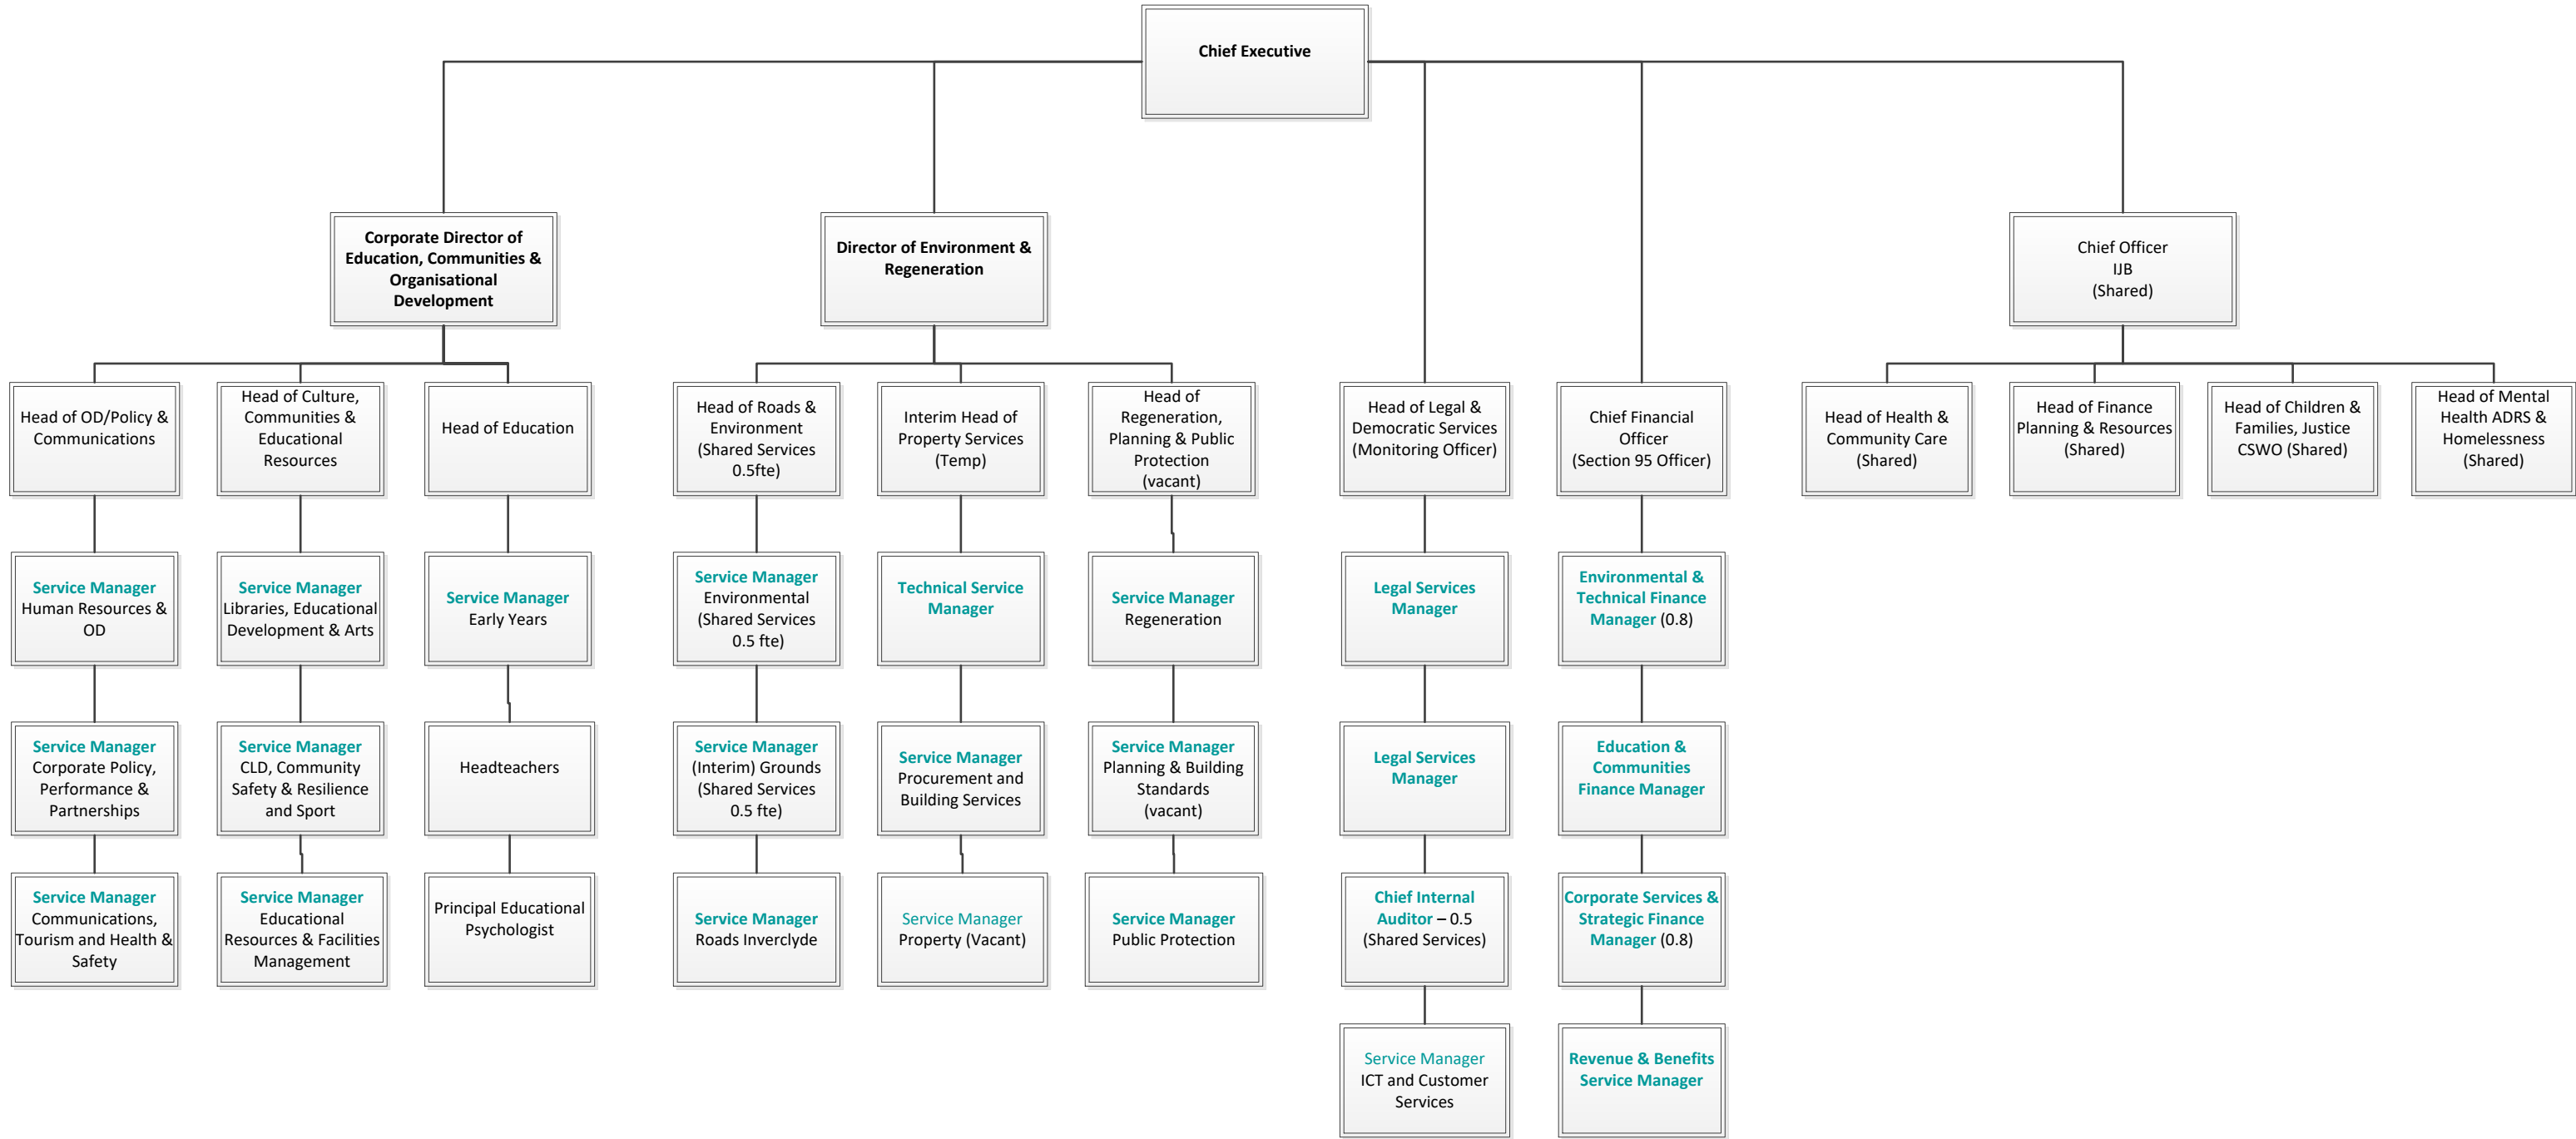 Chief Executive
Corporate Director of
Education, Communities &
Organisational
Development
Director of Environment &
Regeneration
Chief Officer
IJB
(Shared)
Head of OD/Policy &
Communications
Head of Culture,
Communities &
Educational
Resources
Head of Education
Head of Roads &
Environment
(Shared Services
0.5fte)
Interim Head of
Property Services
(Temp)
Head of
Regeneration,
Planning & Public
Protection
(vacant)
Head of Legal &
Democratic Services
(Monitoring Officer)
Chief Financial
Officer
(Section 95 Officer)
Head of Health &
Community Care
(Shared)
Head of Finance
Planning & Resources
(Shared)
Head of Children &
Families, Justice
CSWO (Shared)
Head of Mental
Health ADRS &
Homelessness
(Shared)
Service Manager
Human Resources &
OD
Service Manager
Libraries, Educational
Development & Arts
Service Manager
Early Years
Service Manager
Environmental
(Shared Services
0.5 fte)
Technical Service
Manager
Service Manager
Regeneration
Legal Services
Manager
Environmental &
Technical Finance
Manager (0.8)
Service Manager
Corporate Policy,
Performance &
Partnerships
Service Manager
CLD, Community
Safety & Resilience
and Sport
Headteachers
Service Manager
(Interim) Grounds
(Shared Services
0.5 fte)
Service Manager
Procurement and
Building Services
Service Manager
Planning & Building
Standards
(vacant)
Legal Services
Manager
Education &
Communities
Finance Manager
Service Manager
Communications,
Tourism and Health &
Safety
Service Manager
Educational
Resources & Facilities
Management
Principal Educational
Psychologist
Service Manager
Roads Inverclyde
Service Manager
Property (Vacant)
Service Manager
Public Protection
Chief Internal
Auditor – 0.5
(Shared Services)
Corporate Services &
Strategic Finance
Manager (0.8)
Service Manager
ICT and Customer
Services
Revenue & Benefits
Service Manager